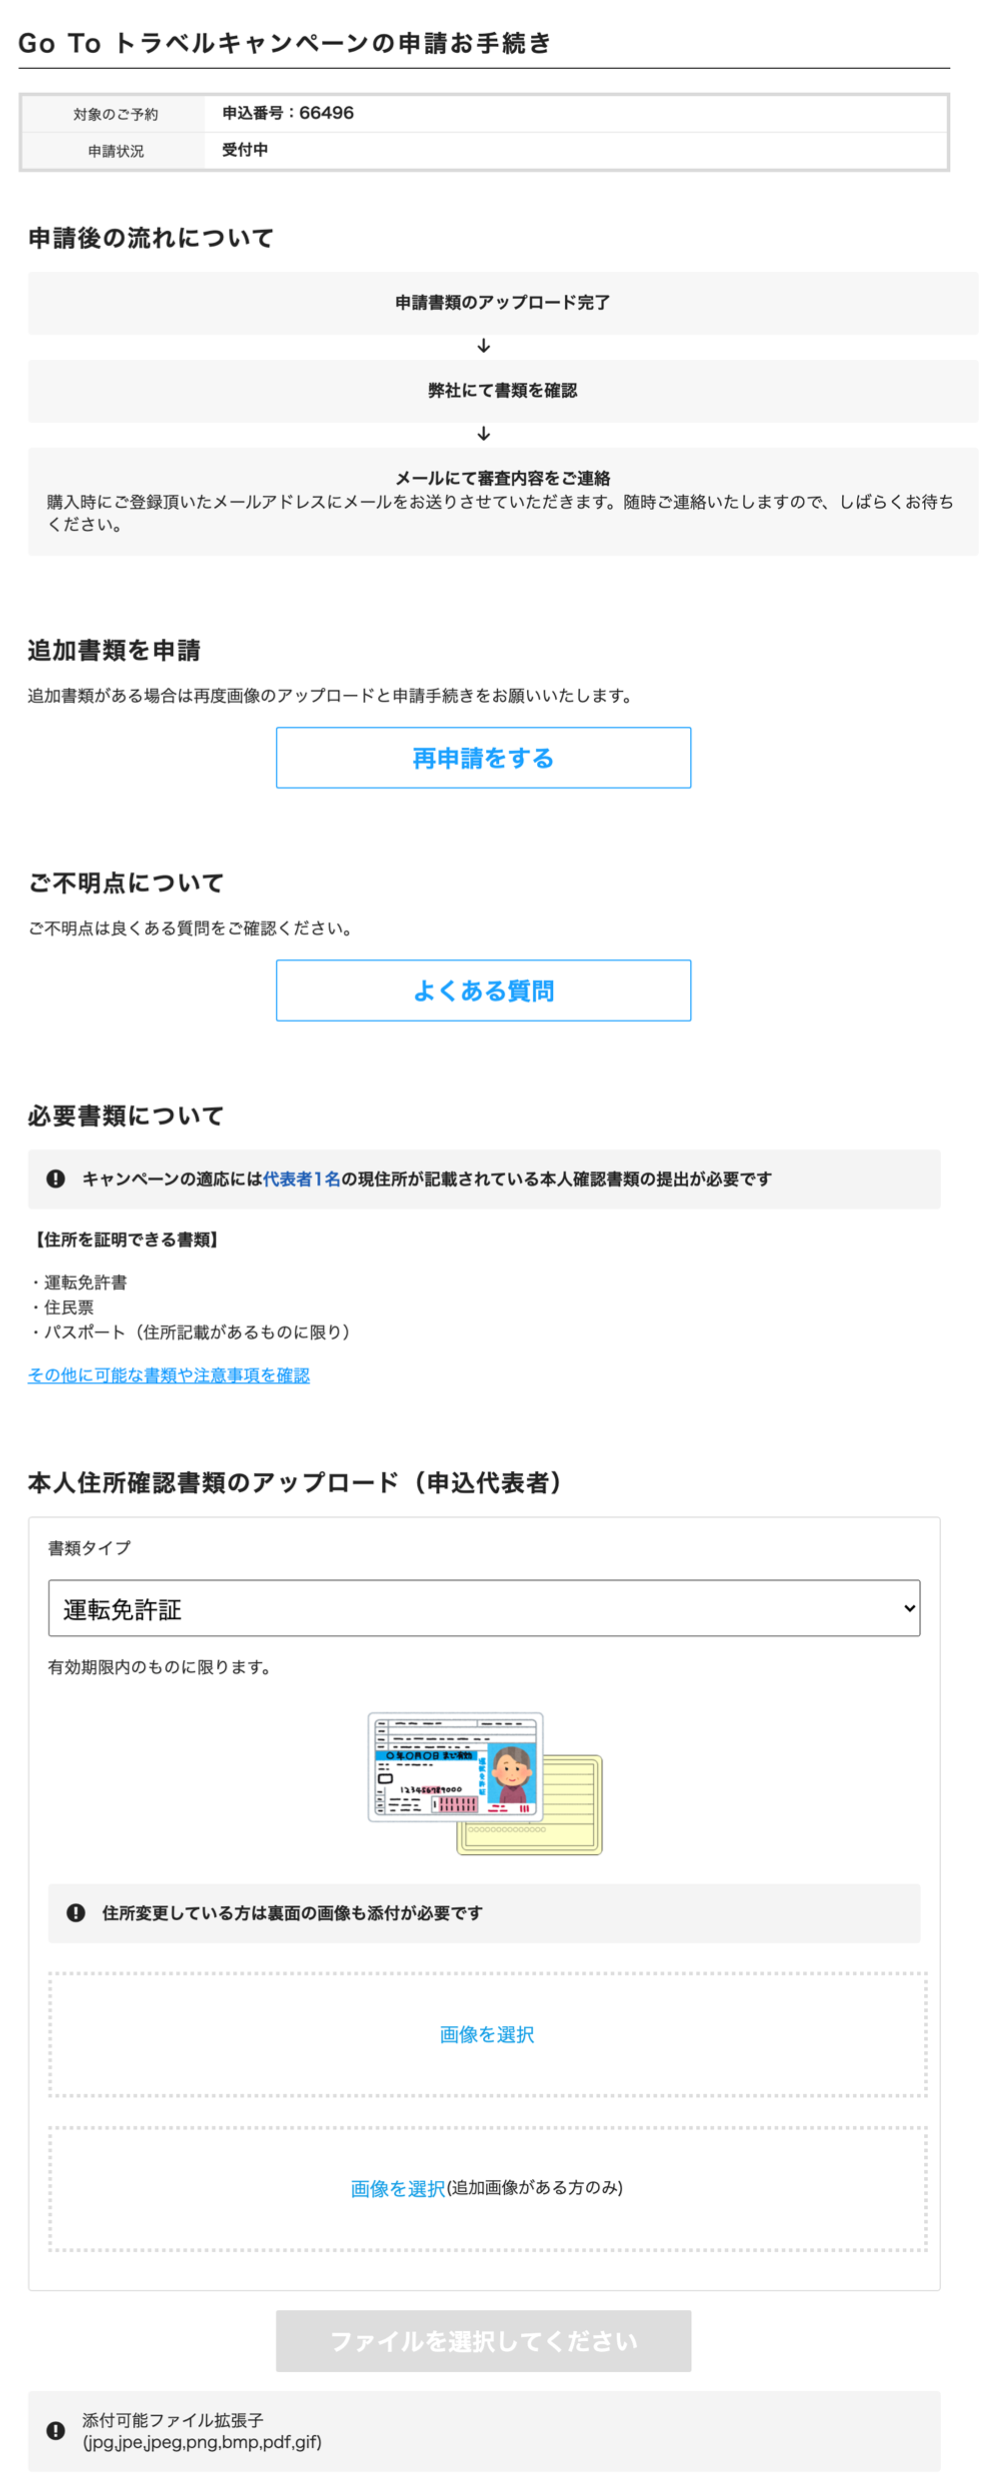 Go To トラベルキャンペーンの申請お手続き
対象のご予約 申込番号：66496
申請状況 受付中
申請後の流れについて
申請書類のアップロード完了
↓
弊社にて書類を確認
↓
メールにて審査内容をご連絡
購入時にご登録頂いたメールアドレスにメールをお送りさせていただきます。随時ご連絡いたしますので、しばらくお待ち
ください。
追加書類を申請
追加書類がある場合は再度画像のアップロードと申請手続きをお願いいたします。
再申請をする
ご不明点について
ご不明点は良くある質問をご確認ください。
よくある質問
必要書類について
キャンペーンの適応には代表者1名の現住所が記載されている本人確認書類の提出が必要です
【住所を証明できる書類】
・運転免許書
・住民票
・パスポート（住所記載があるものに限り）
その他に可能な書類や注意事項を確認
本人住所確認書類のアップロード（申込代表者）
書類タイプ
運転免許証
有効期限内のものに限ります。
〇年〇月〇日まで有効
運転免許証
123456789000
住所変更している方は裏面の画像も添付が必要です
画像を選択
画像を選択(追加画像がある方のみ)
ファイルを選択してください
添付可能ファイル拡張子
(jpg,jpe,jpeg,png,bmp,pdf,gif)